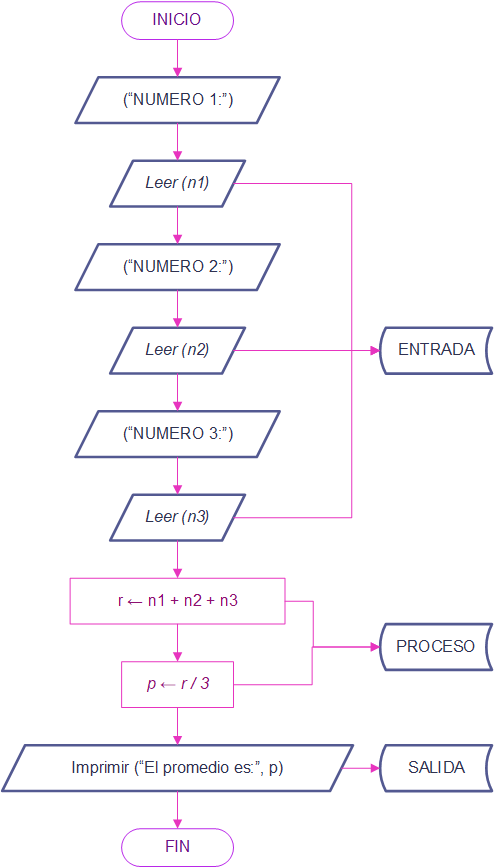 INICIO
(“NUMERO 1:”)
Leer (n1)
(“NUMERO 2:”)
Leer (n2)
ENTRADA
(“NUMERO 3:”)
Leer (n3)
r ← n1 + n2 + n3
PROCESO
p ← r / 3
Imprimir (“El promedio es:”, p)
SALIDA
FIN